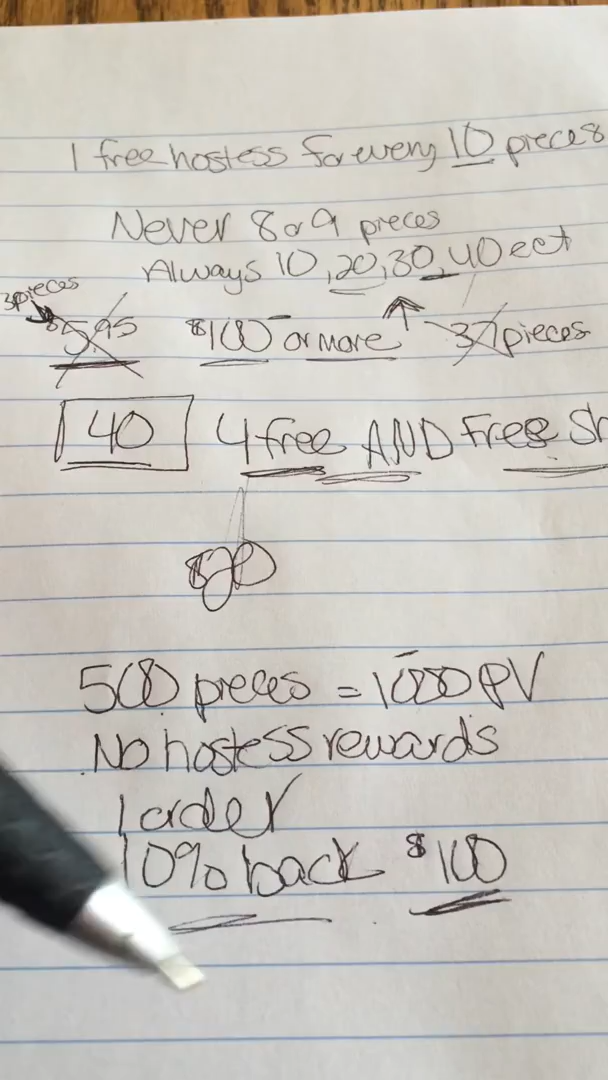 1 free hostess for every 10 pieces
Never 8 or 9 pieces
Always 10, 20, 30, 40 ect
3 pieces
$5.95 $100 or more 37 pieces
40 4 free AND Free Sh
500 pieces = 1000 PV
No hostess rewards
1 order
10% back $100